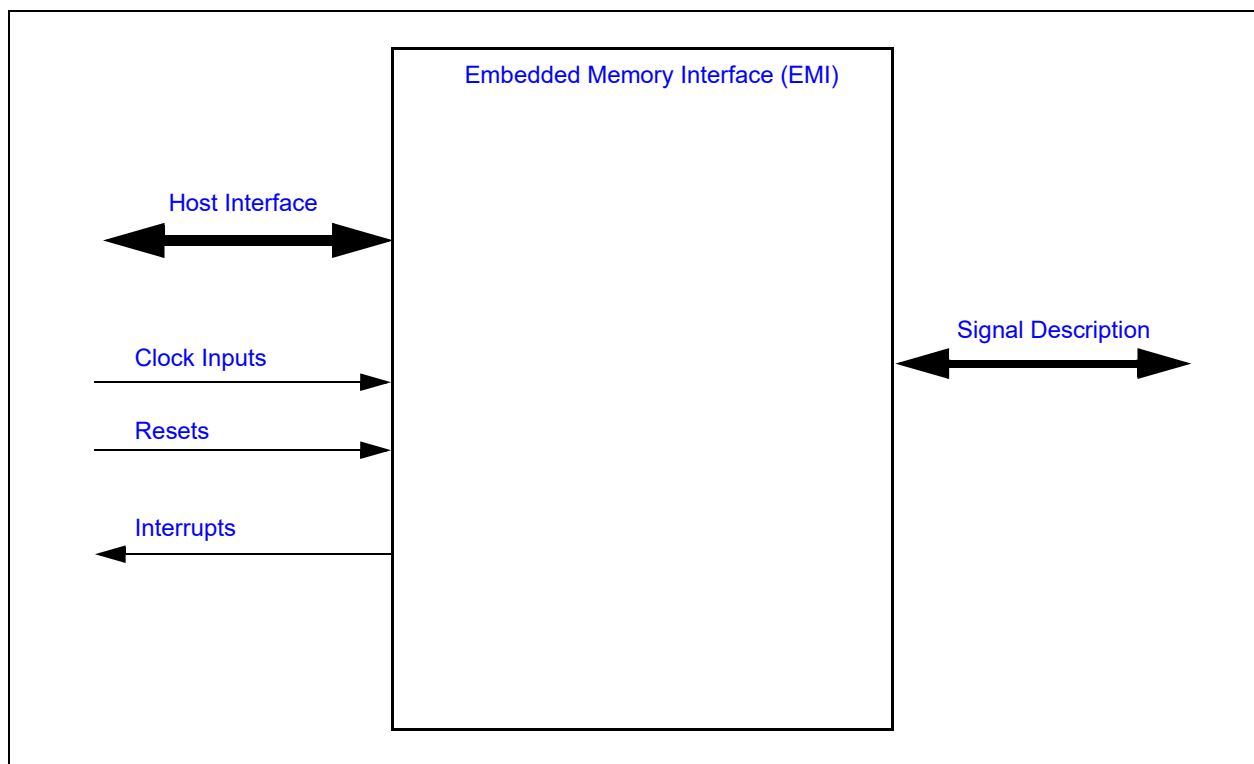 Embedded Memory Interface (EMI)
Host Interface
Signal Description
Clock Inputs
Resets
Interrupts